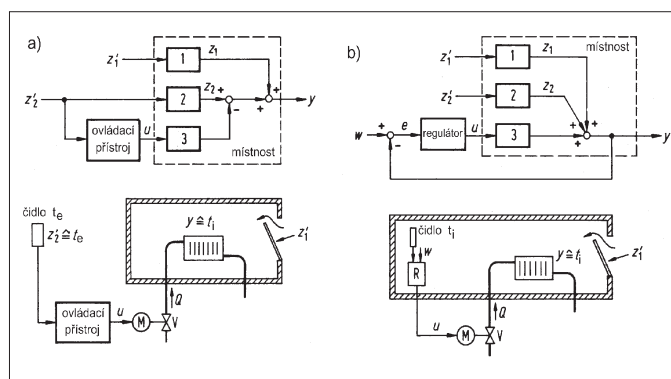 a)
místnost
z₁′
1
z₁
z₂′
2
z₂
+
−
+
+
y
ovládací
přístroj
u
3
místnost
čidlo tₑ
z₂′≙tₑ
y≙tᵢ
z₁′
Q
ovládací
přístroj
u
M
V
b)
místnost
z₁′
1
z₁
z₂′
2
z₂
w
+
−
e
regulátor
u
3
+
+
+
y
čidlo tᵢ
w
R
y≙tᵢ
z₁′
Q
u
M
V